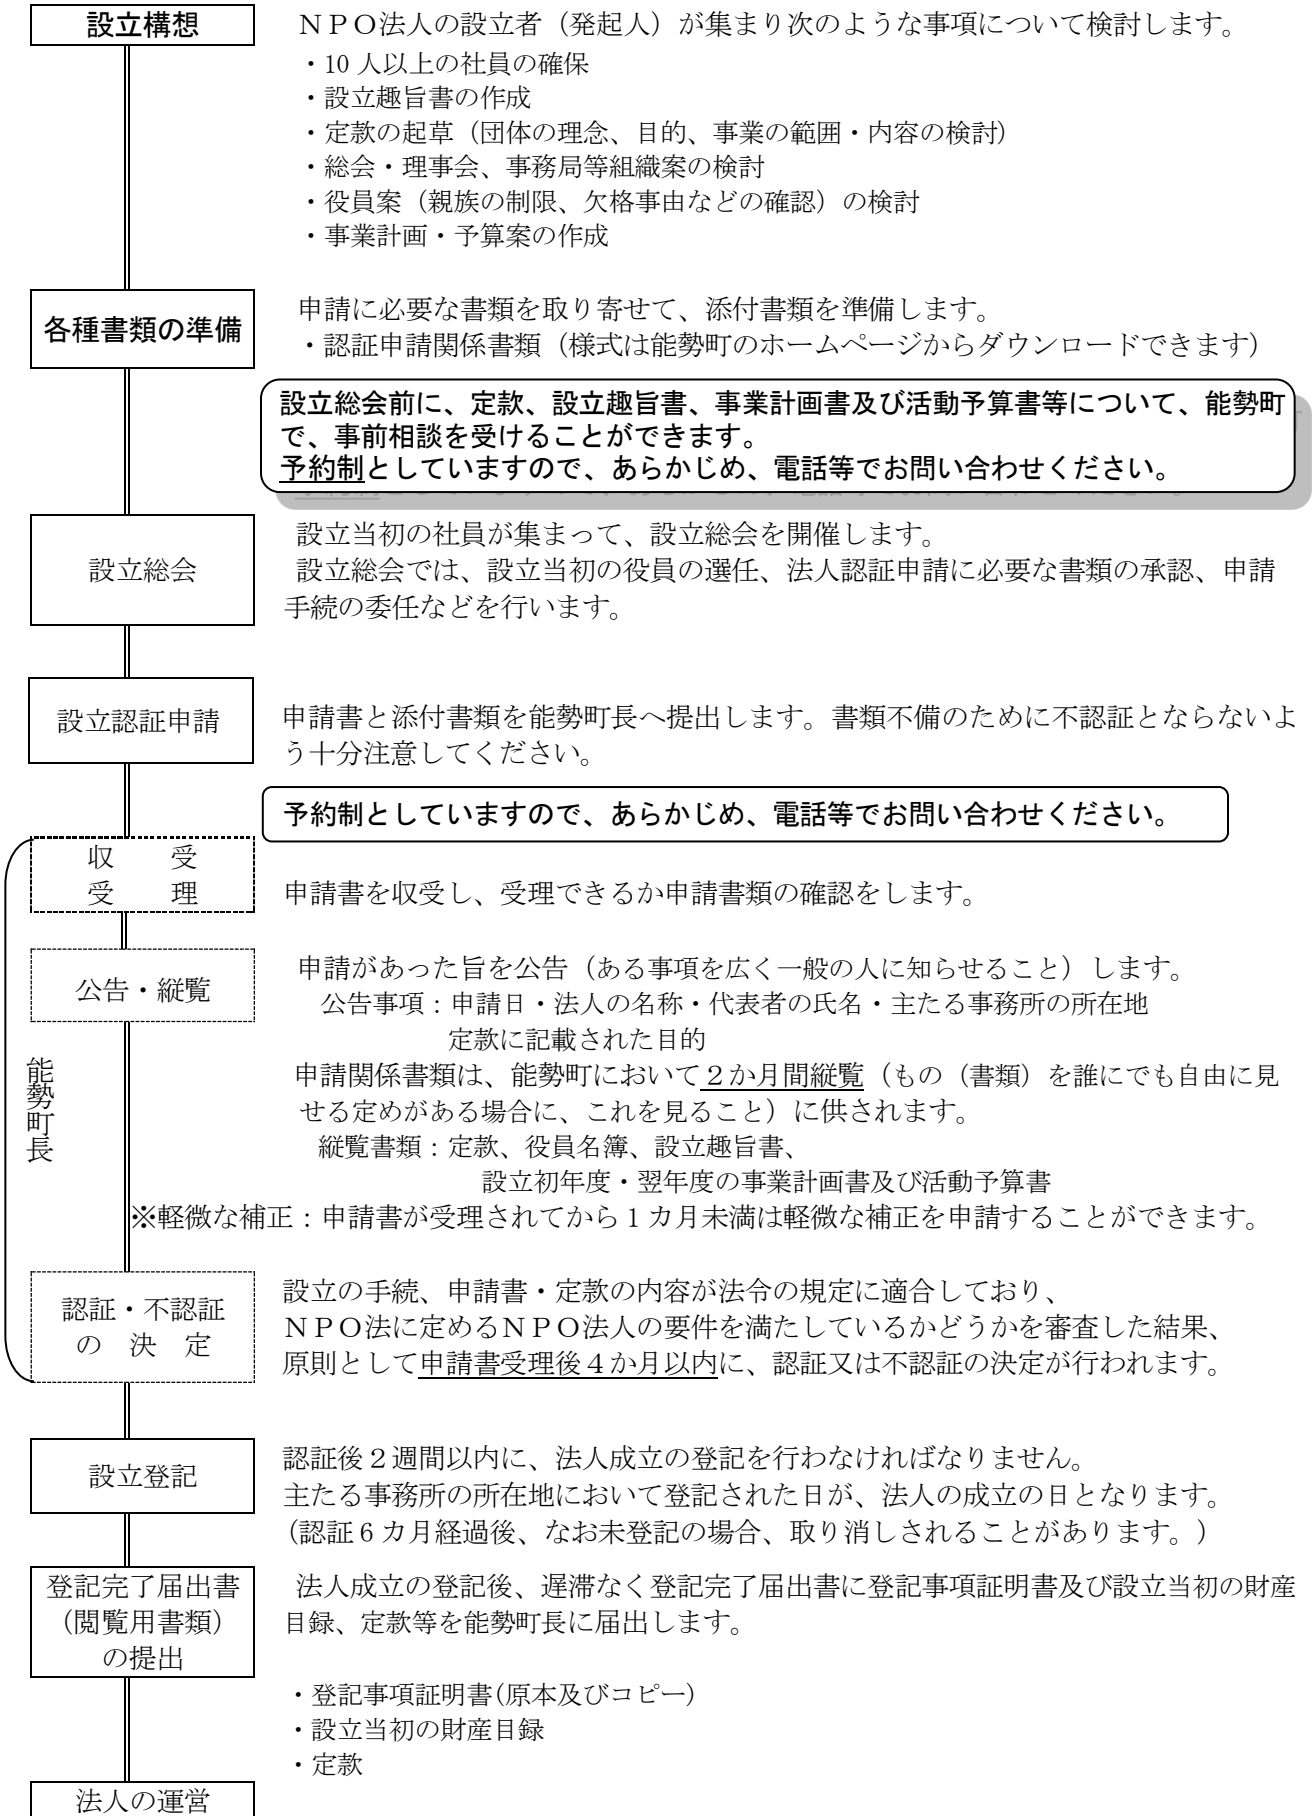 設立構想
ＮＰＯ法人の設立者（発起人）が集まり次のような事項について検討します。
・10 人以上の社員の確保
・設立趣旨書の作成
・定款の起草（団体の理念、目的、事業の範囲・内容の検討）
・総会・理事会、事務局等組織案の検討
・役員案（親族の制限、欠格事由などの確認）の検討
・事業計画・予算案の作成
各種書類の準備
申請に必要な書類を取り寄せて、添付書類を準備します。
・認証申請関係書類（様式は能勢町のホームページからダウンロードできます）
設立総会前に、定款、設立趣旨書、事業計画書及び活動予算書等について、能勢町
で、事前相談を受けることができます。
予約制としていますので、あらかじめ、電話等でお問い合わせください。
設立総会
設立当初の社員が集まって、設立総会を開催します。
設立総会では、設立当初の役員の選任、法人認証申請に必要な書類の承認、申請
手続の委任などを行います。
設立認証申請
申請書と添付書類を能勢町長へ提出します。書類不備のために不認証とならないよ
う十分注意してください。
予約制としていますので、あらかじめ、電話等でお問い合わせください。
収　　受
受　　理
申請書を収受し、受理できるか申請書類の確認をします。
公告・縦覧
申請があった旨を公告（ある事項を広く一般の人に知らせること）します。
公告事項：申請日・法人の名称・代表者の氏名・主たる事務所の所在地
定款に記載された目的
申請関係書類は、能勢町において２か月間縦覧（もの（書類）を誰にでも自由に見
せる定めがある場合に、これを見ること）に供されます。
縦覧書類：定款、役員名簿、設立趣旨書、
設立初年度・翌年度の事業計画書及び活動予算書
※軽微な補正：申請書が受理されてから１カ月未満は軽微な補正を申請することができます。
能勢町長
認証・不認証
の　決　定
設立の手続、申請書・定款の内容が法令の規定に適合しており、
ＮＰＯ法に定めるＮＰＯ法人の要件を満たしているかどうかを審査した結果、
原則として申請書受理後４か月以内に、認証又は不認証の決定が行われます。
設立登記
認証後２週間以内に、法人成立の登記を行わなければなりません。
主たる事務所の所在地において登記された日が、法人の成立の日となります。
（認証６カ月経過後、なお未登記の場合、取り消しされることがあります。）
登記完了届出書
（閲覧用書類）
の提出
法人成立の登記後、遅滞なく登記完了届出書に登記事項証明書及び設立当初の財産
目録、定款等を能勢町長に届出します。
・登記事項証明書(原本及びコピー)
・設立当初の財産目録
・定款
法人の運営